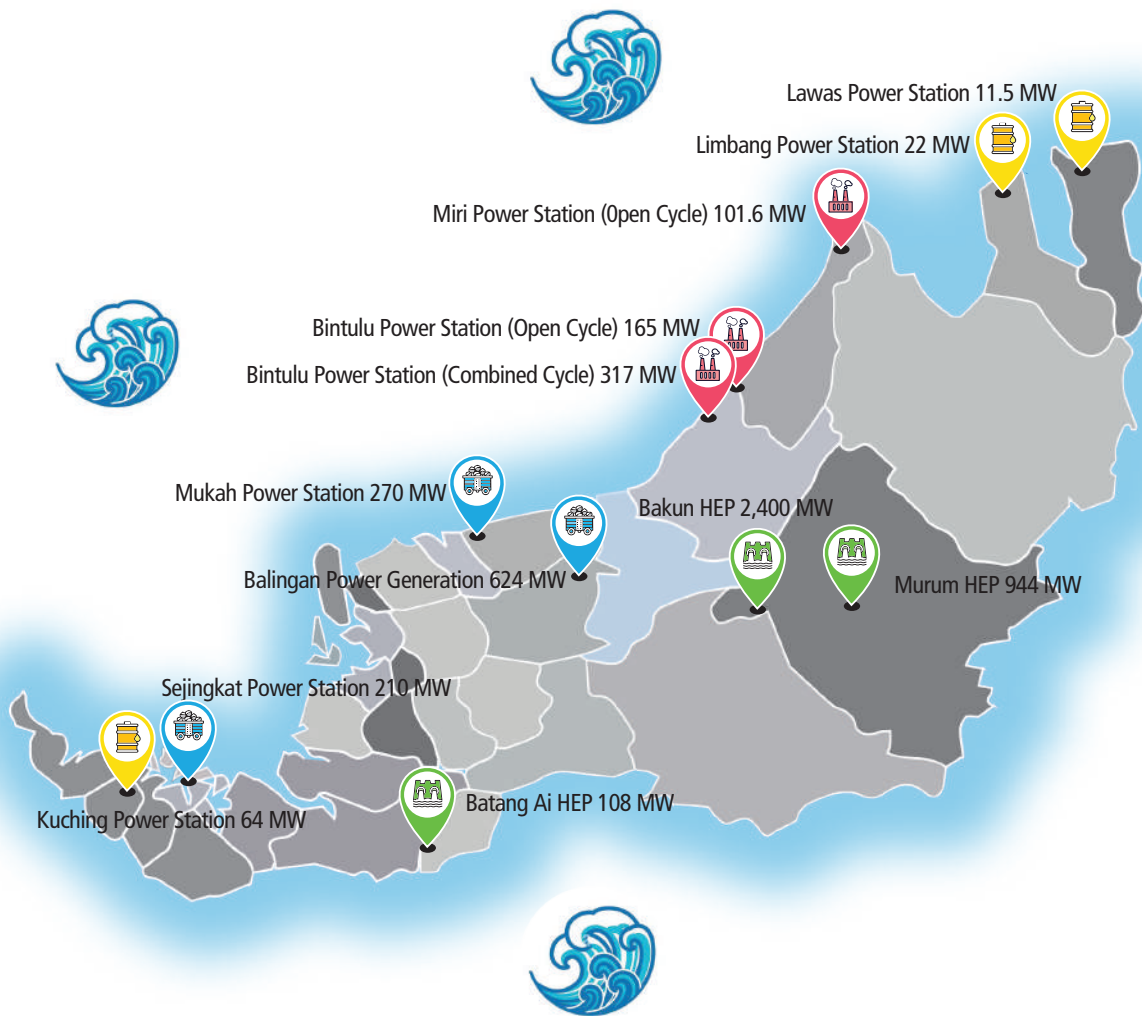 Lawas Power Station 11.5 MW
Limbang Power Station 22 MW
Miri Power Station (0pen Cycle) 101.6 MW
Bintulu Power Station (Open Cycle) 165 MW
Bintulu Power Station (Combined Cycle) 317 MW
Mukah Power Station 270 MW
Bakun HEP 2,400 MW
Balingan Power Generation 624 MW
Murum HEP 944 MW
Sejingkat Power Station 210 MW
Batang Ai HEP 108 MW
Kuching Power Station 64 MW